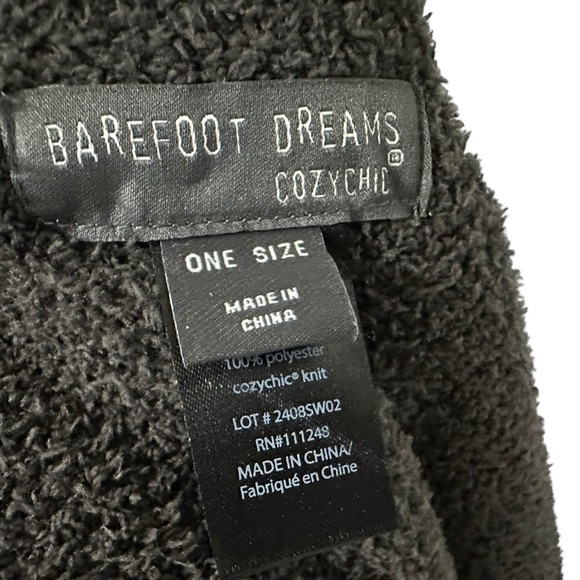 BAREFOOT DREAMS
COZYCHIC®
ONE SIZE
MADE IN
CHINA
100% polyester
cozychic® knit
LOT # 2408SW02
RN#111248
MADE IN CHINA/
Fabriqué en Chine